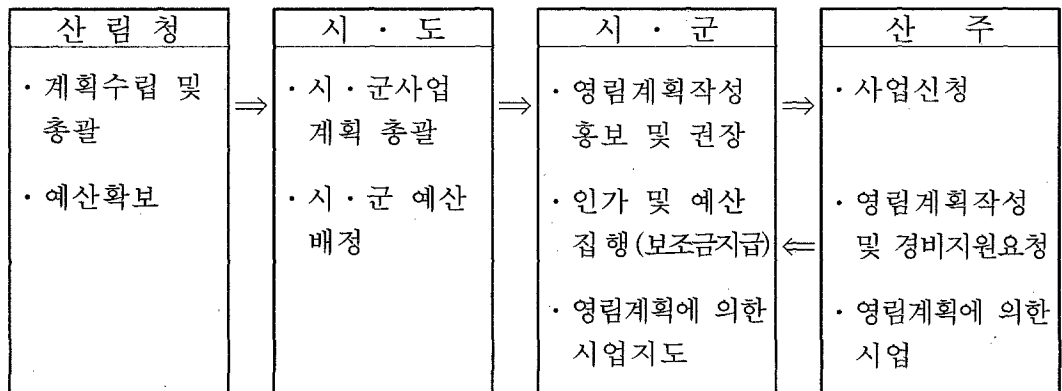 산 림 청
· 계획수립 및
총괄
· 예산확보
⇒
시 · 도
· 시 · 군사업
계획 총괄
· 시 · 군 예산
배정
⇒
시 · 군
· 영림계획작성
홍보 및 권장
· 인가 및 예산
집행(보조금지급)
· 영림계획에 의한
시업지도
⇒
⇐
산 주
· 사업신청
· 영림계획작성
및 경비지원요청
· 영림계획에 의한
시업